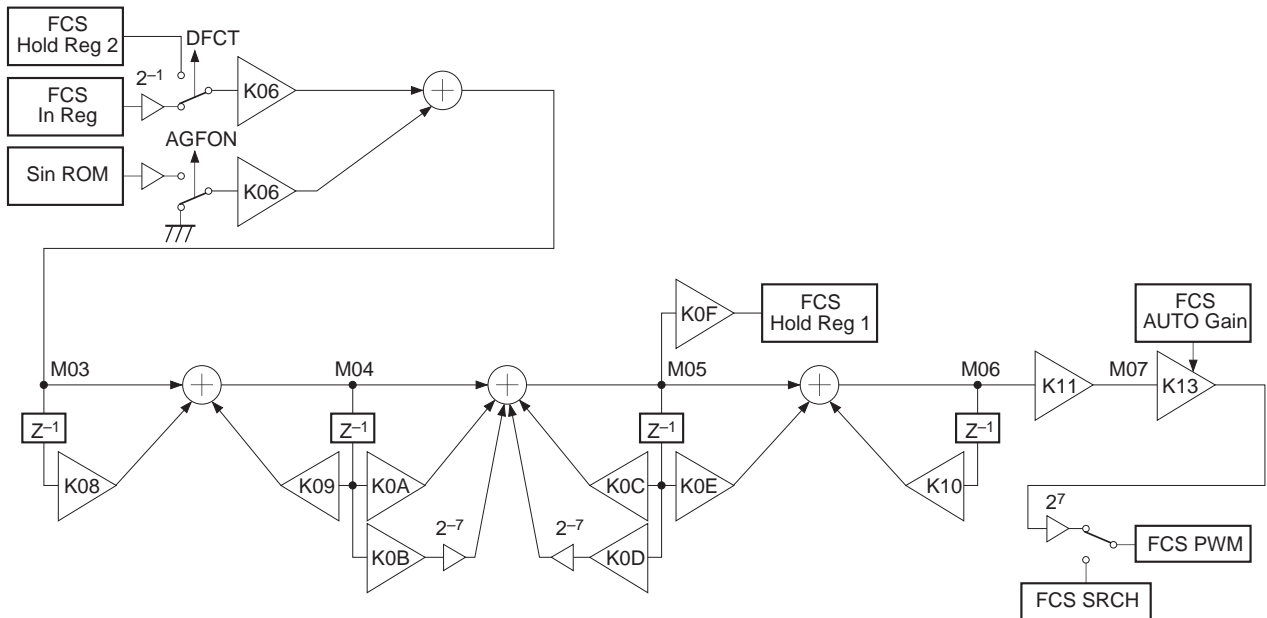 FCS
Hold Reg 2
DFCT
2–1
K06
FCS
In Reg
AGFON
Sin ROM
K06
K0F
FCS
Hold Reg 1
FCS
AUTO Gain
M03
M04
M05
M06
K11
M07
K13
Z–1
Z–1
Z–1
Z–1
K08
K09
K0A
K0C
K0E
K10
K0B
2–7
2–7
K0D
27
FCS PWM
FCS SRCH